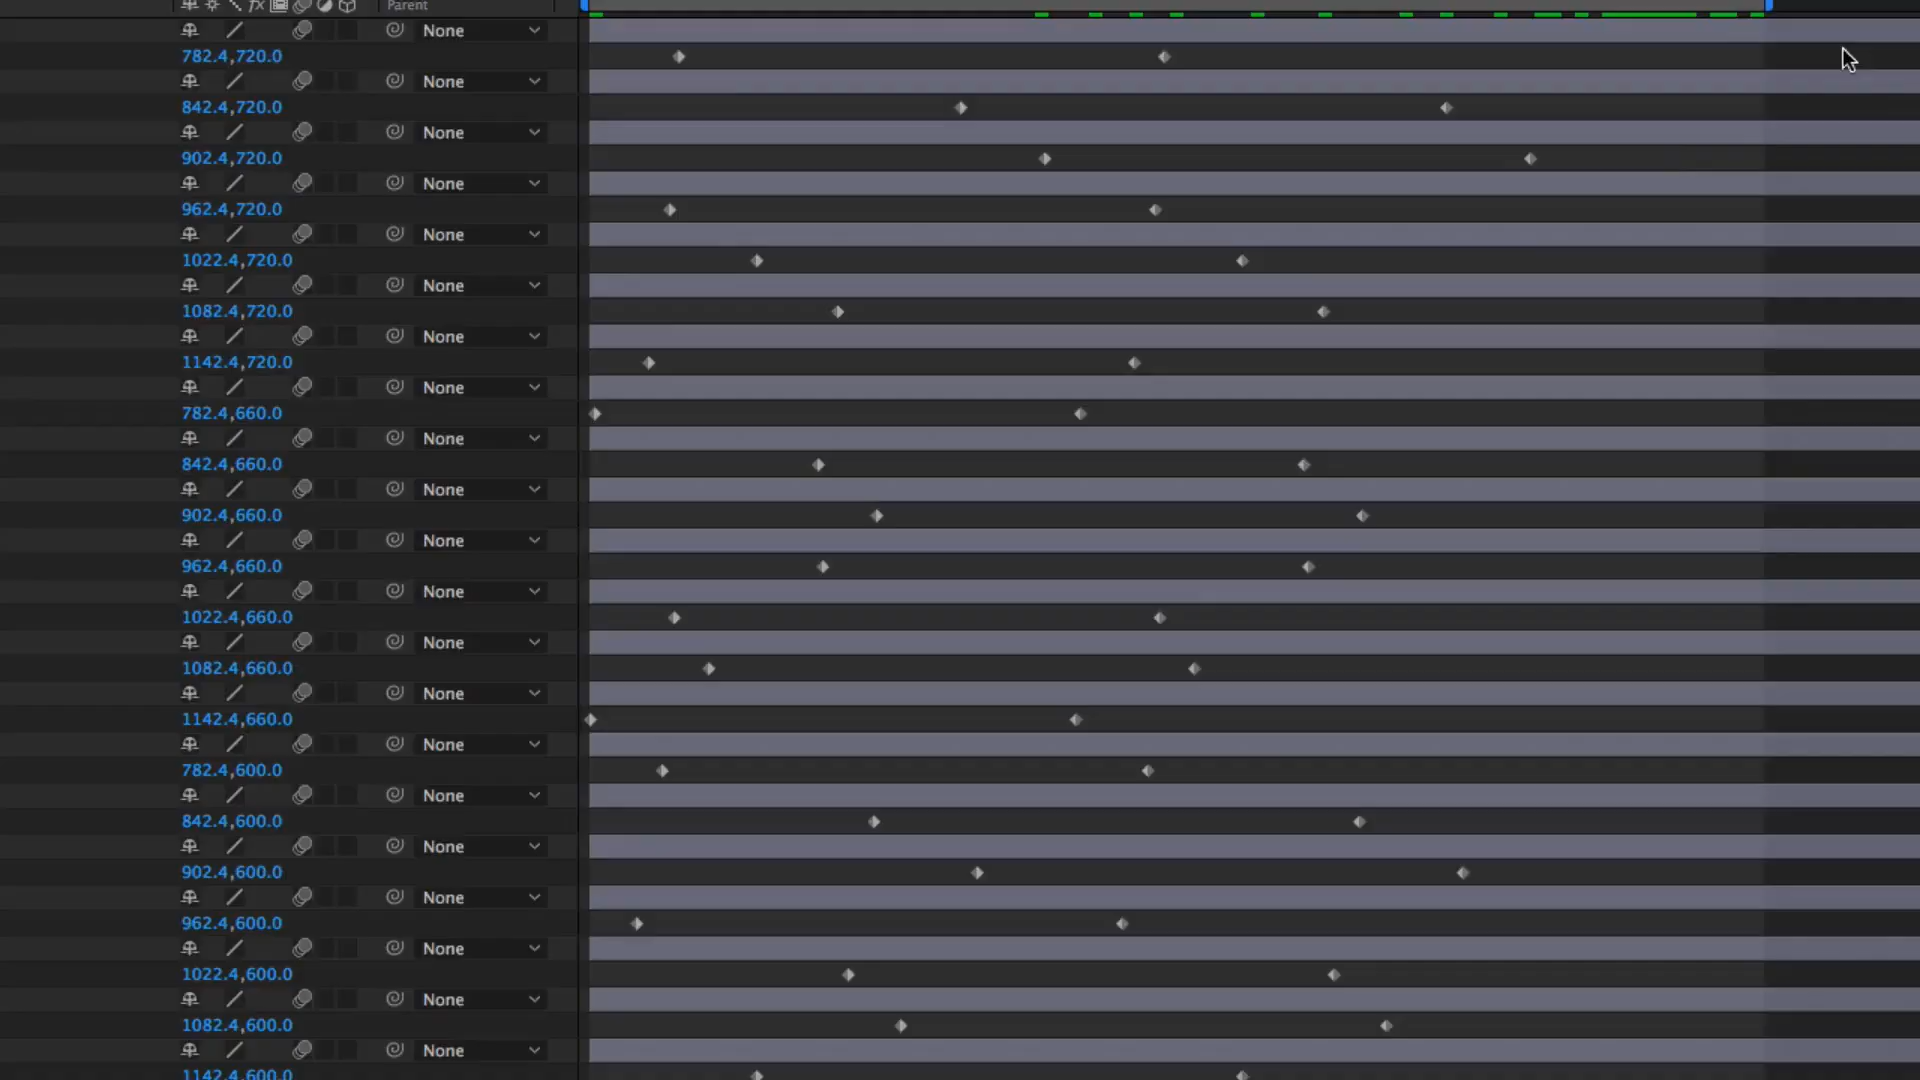 fx Parent
None
782.4,720.0
None
842.4,720.0
None
902.4,720.0
None
962.4,720.0
None
1022.4,720.0
None
1082.4,720.0
None
1142.4,720.0
None
782.4,660.0
None
842.4,660.0
None
902.4,660.0
None
962.4,660.0
None
1022.4,660.0
None
1082.4,660.0
None
1142.4,660.0
None
782.4,600.0
None
842.4,600.0
None
902.4,600.0
None
962.4,600.0
None
1022.4,600.0
None
1082.4,600.0
None
1142.4,600.0